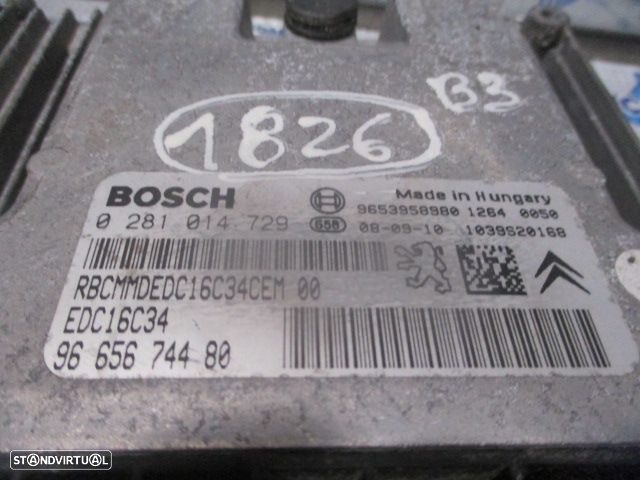 B3
1826
BOSCH
Made in Hungary
9653958980 1264 0050
0 281 014 729
658 08-09-10 1039S20168
RBCMMDEDC16C34CEM 00
EDC16C34
96 656 744 80
STANDVIRTUAL